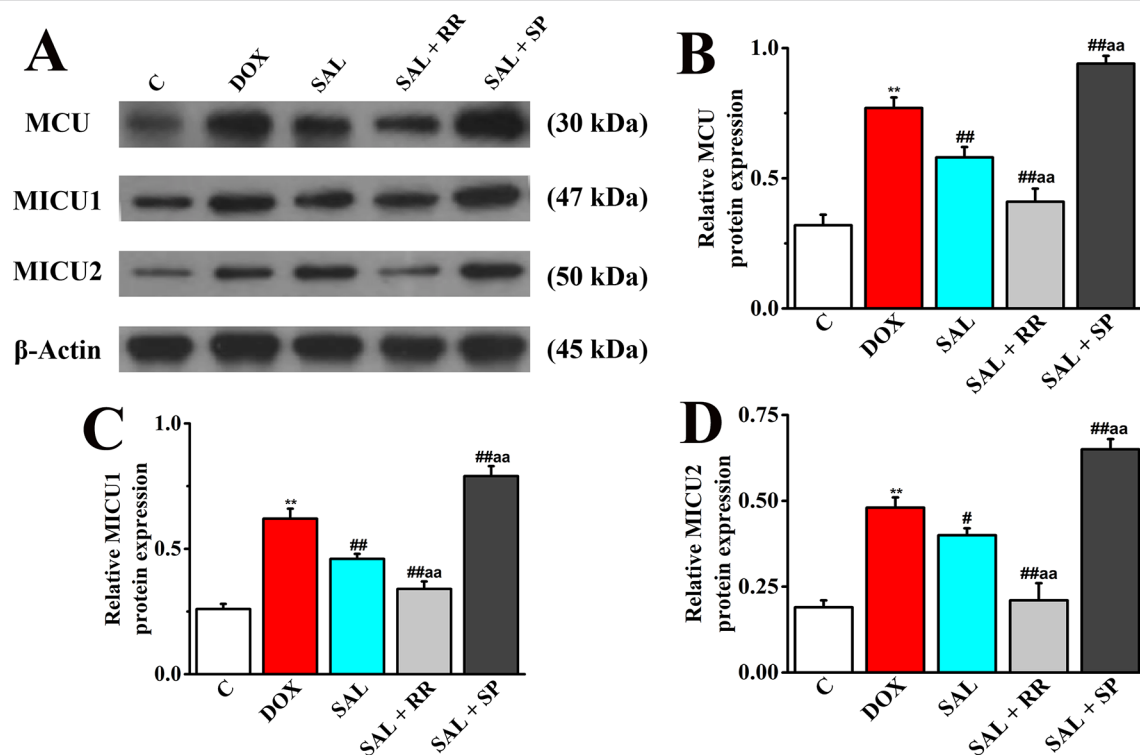 A
C
DOX
SAL
SAL + RR
SAL + SP
MCU
(30 kDa)
MICU1
(47 kDa)
MICU2
(50 kDa)
β-Actin
(45 kDa)
B
Relative MCU
protein expression
1.0
0.5
0.0
**
##
##aa
##aa
C
DOX
SAL
SAL + RR
SAL + SP
C
Relative MICU1
protein expression
1.0
0.5
0.0
**
##
##aa
##aa
C
DOX
SAL
SAL + RR
SAL + SP
D
Relative MICU2
protein expression
0.75
0.50
0.25
0.00
**
#
##aa
##aa
C
DOX
SAL
SAL + RR
SAL + SP